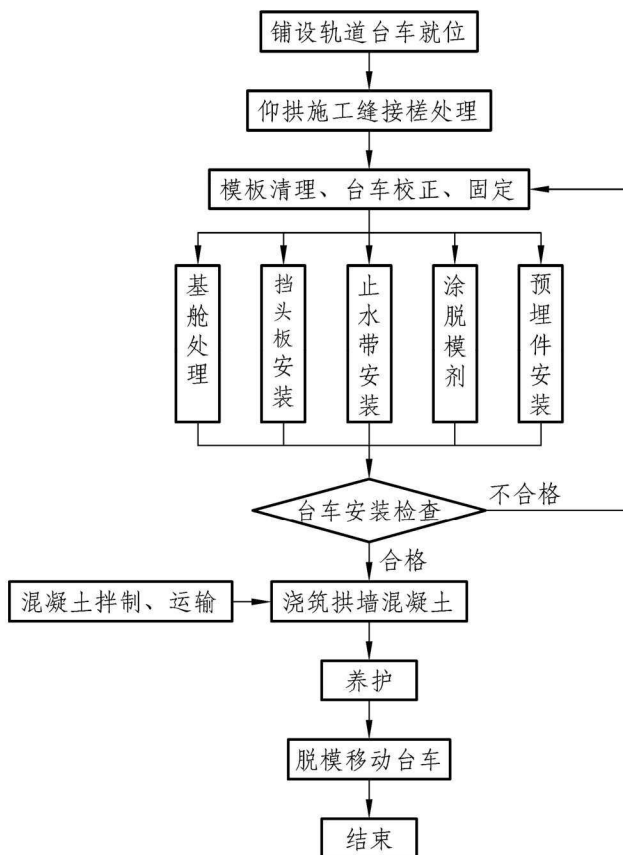 铺设轨道台车就位
仰拱施工缝接槎处理
模板清理、台车校正、固定
基舱处理
挡头板安装
止水带安装
涂脱模剂
预埋件安装
台车安装检查
不合格
合格
混凝土拌制、运输
浇筑拱墙混凝土
养护
脱模移动台车
结束